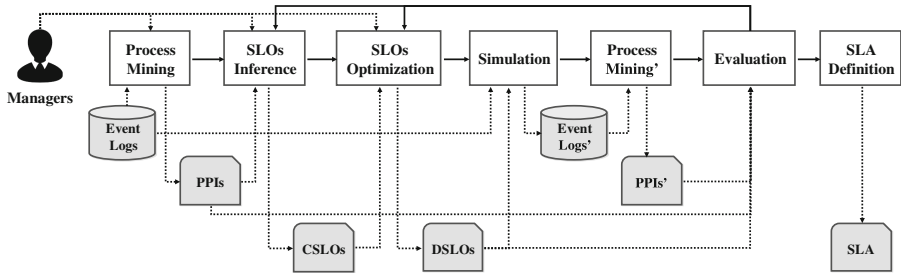 Managers
Process
Mining
SLOs
Inference
SLOs
Optimization
Simulation
Process
Mining’
Evaluation
SLA
Definition
Event
Logs
Event
Logs’
PPIs
PPIs’
CSLOs
DSLOs
SLA